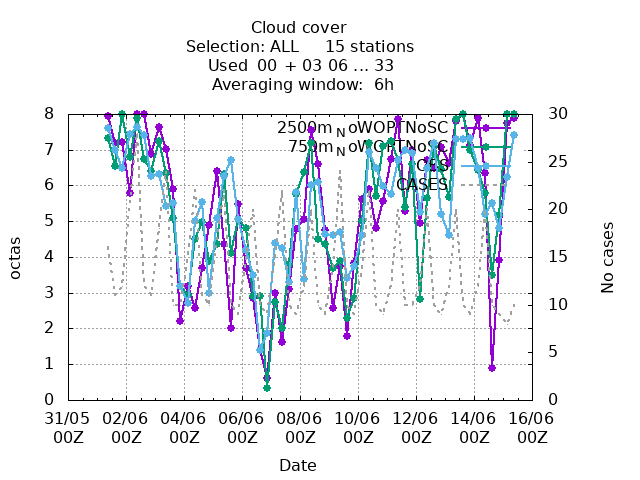 Cloud cover
Selection: ALL 15 stations
Used 00 + 03 06 ... 33
Averaging window: 6h
2500m NoWOPTNoSC
750m NoWOPTNoSC
OBS
CASES
8
7
6
5
4
3
2
1
0
30
25
20
15
10
5
0
octas
No cases
31/05 02/06 04/06 06/06 08/06 10/06 12/06 14/06 16/06
00Z 00Z 00Z 00Z 00Z 00Z 00Z 00Z 00Z
Date